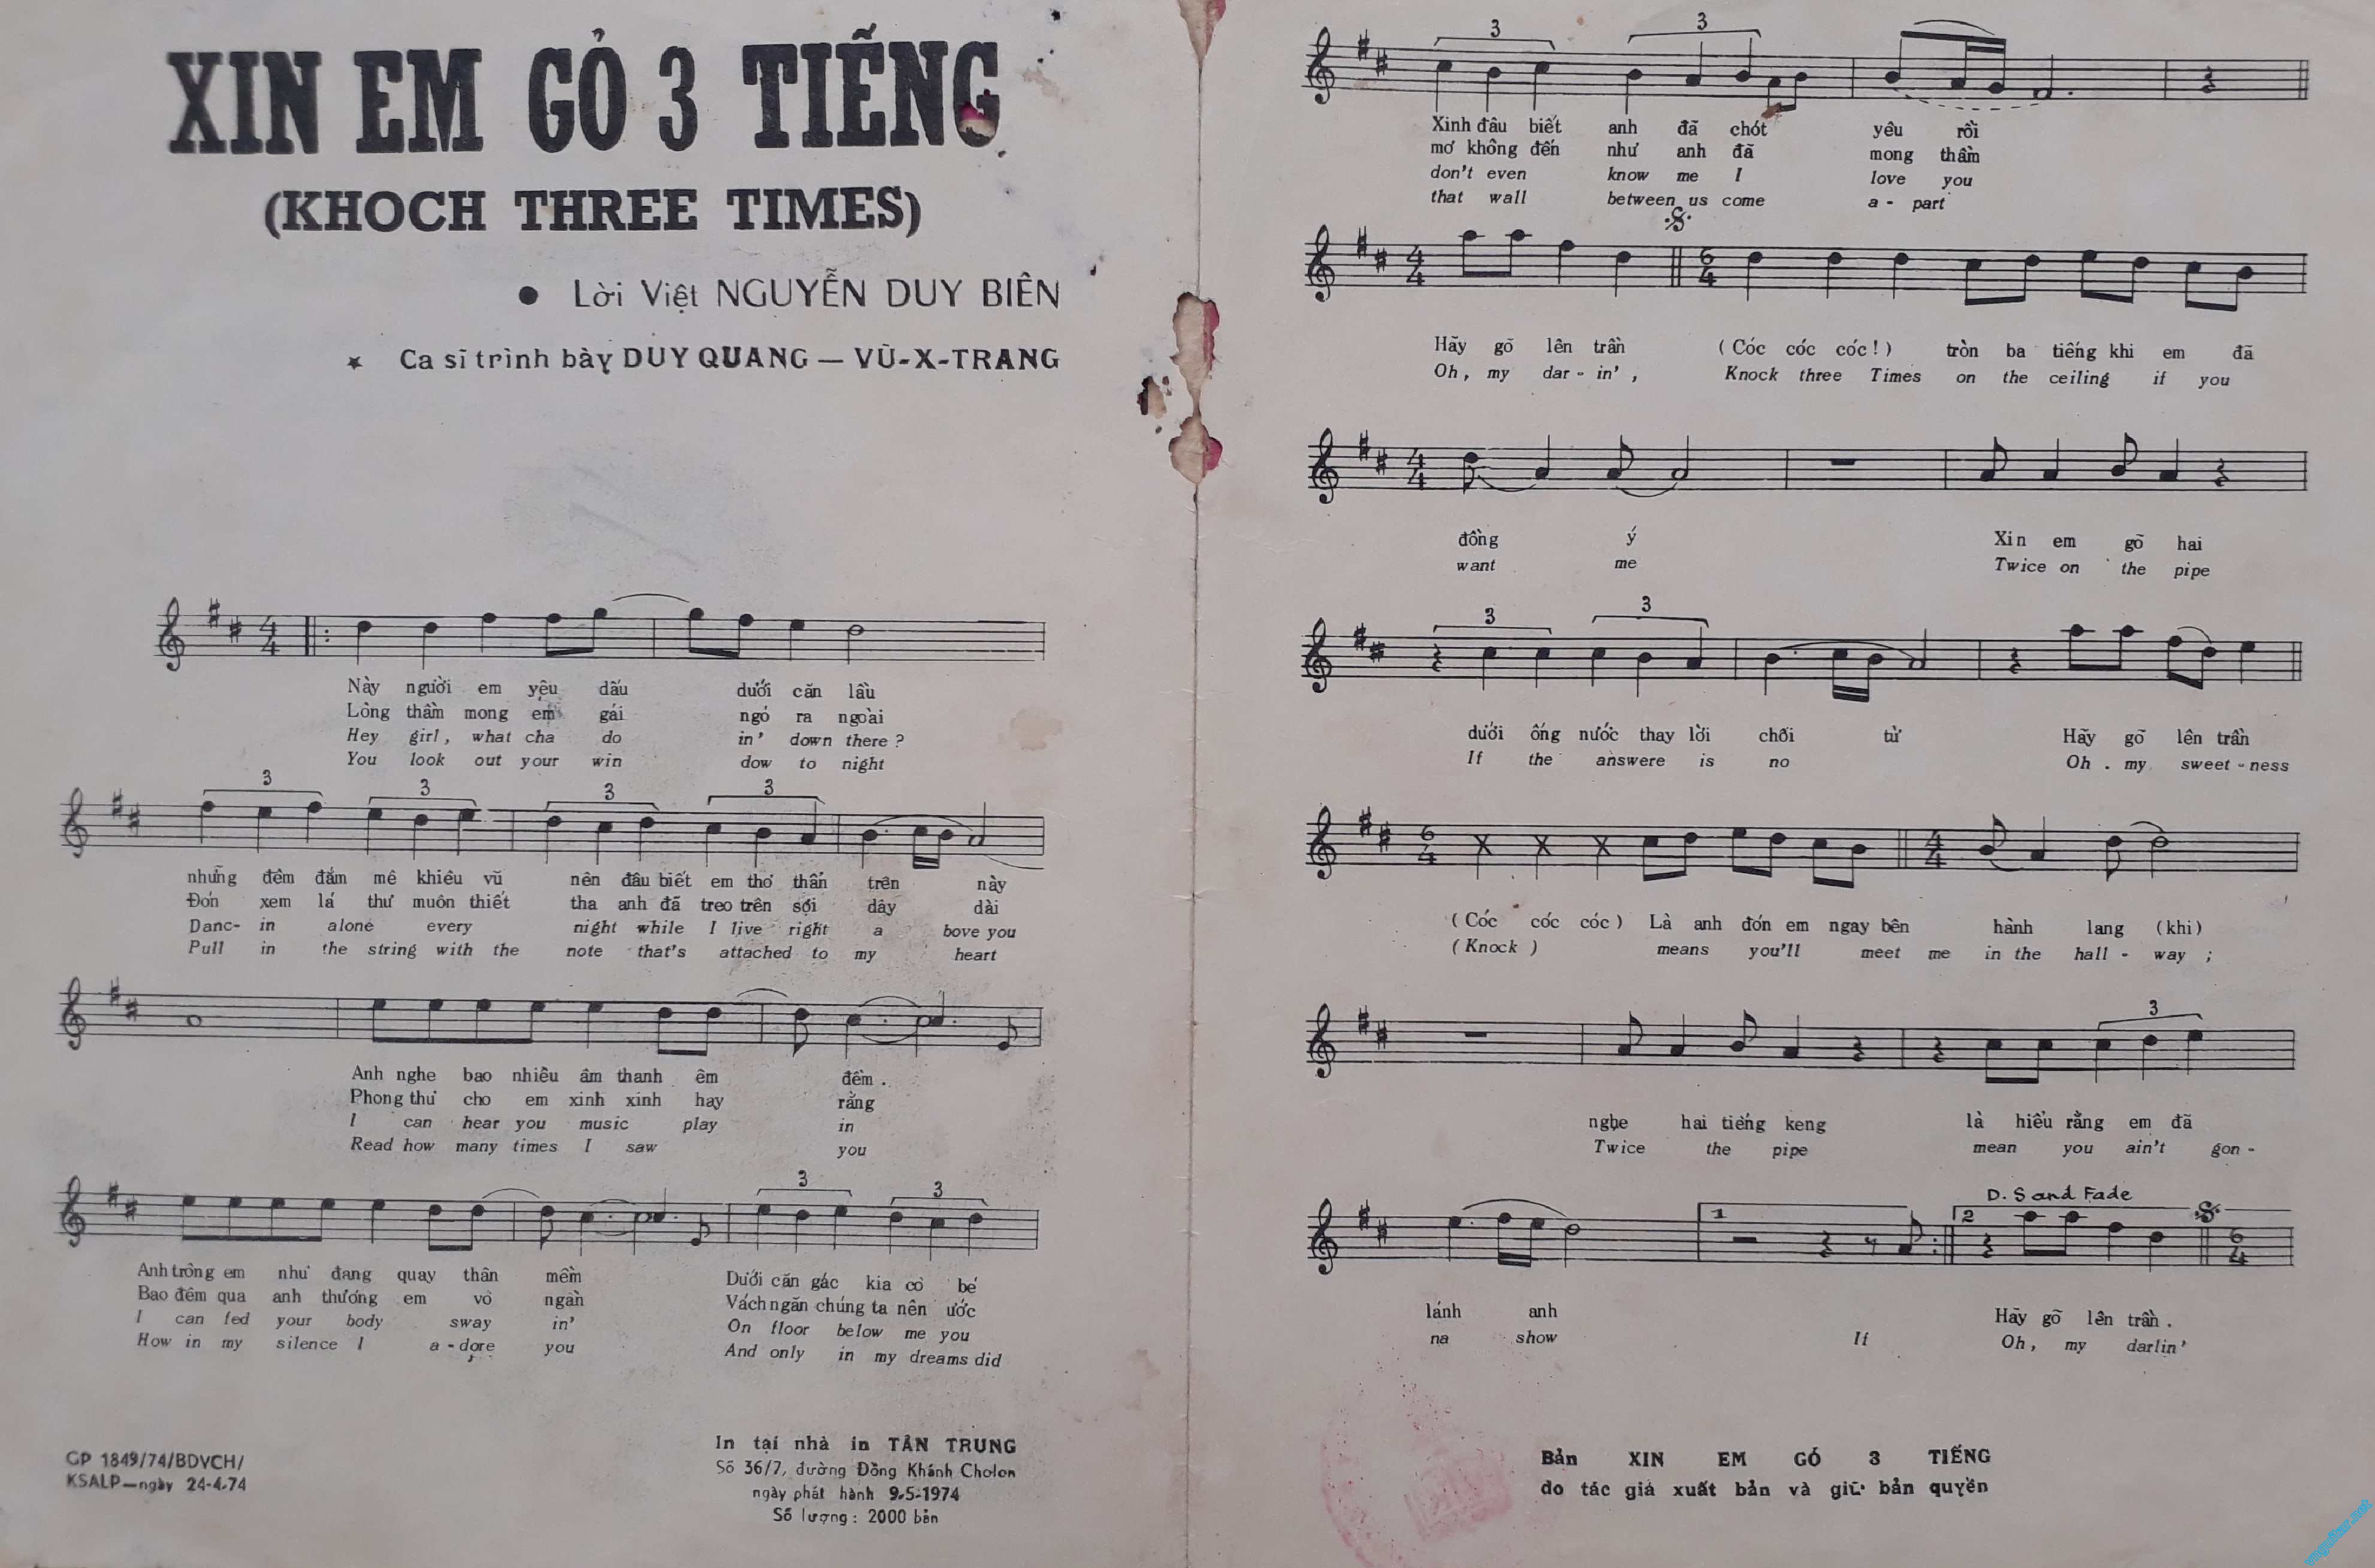 XIN EM GỎ 3 TIẾNG
(KHOCH THREE TIMES)
● Lời Việt NGUYỄN DUY BIÊN
★ Ca sĩ trình bày DUY QUANG — VŨ-X-TRANG
Này người em yêu dấu dưới căn lầu
Lòng thầm mong em gái ngỏ ra ngoài
Hey girl, what cha do in' down there?
You look out your win dow to night
3 3 3 3
những đêm đắm mê khiêu vũ nên đâu biết em thơ thẩn trên này
Đón xem lá thư muôn thiết tha anh đã treo trên sợi dây dài
Danc- in alone every night while I live right a bove you
Pull in the string with the note that's attached to my heart
Anh nghe bao nhiêu âm thanh êm đềm.
Phong thư cho em xinh xinh hay rằng
I can hear you music play in
Read how many times I saw you
3 3
Anh trông em như đang quay thân mềm Dưới căn gác kia cô bé
Bao đêm qua anh thương em vô ngần Vách ngăn chúng ta nên ước
I can fed your body sway in' On floor below me you
How in my silence I a-dore you And only in my dreams did
GP 1849/74/BDVCH/
KSALP—ngày 24-4-74
In tại nhà in TÂN TRUNG
Số 36/7, đường Đồng Khánh Cholon
ngày phát hành 9-5-1974
Số lượng: 2000 bản
3 3
Xinh đâu biết anh đã chót yêu rồi
mơ không đến như anh đã mong thầm
don't even know me I love you
that wall between us come a- part
Hãy gõ lên trần (Cóc cóc cóc!) tròn ba tiếng khi em đã
Oh, my dar-in', Knock three Times on the ceiling if you
đồng ý Xin em gõ hai
want me Twice on the pipe
3 3
dưới ống nước thay lời chối từ Hãy gõ lên trần
If the answere is no Oh. my sweet-ness
(Cóc cóc cóc) Là anh đón em ngay bên hành lang (khi)
(Knock) means you'll meet me in the hall - way;
3
nghe hai tiếng keng là hiểu rằng em đã
Twice the pipe mean you ain't gon-
D. S and Fade
1 2
lánh anh Hãy gõ lên trần.
na show If Oh, my darlin'
Bản XIN EM GÓ 3 TIẾNG
do tác giả xuất bản và giữ bản quyền